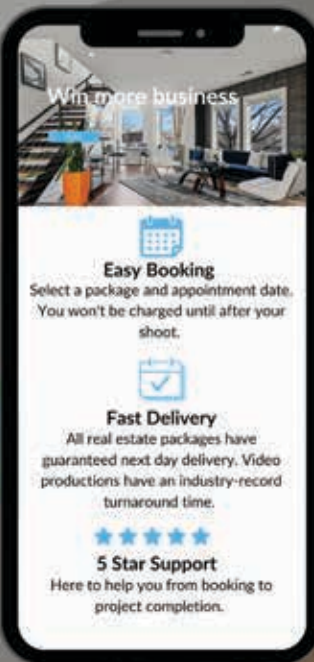 Win more business
Easy Booking
Select a package and appointment date.
You won't be charged until after your
shoot.
Fast Delivery
All real estate packages have
guaranteed next day delivery. Video
productions have an industry-record
turnaround time.
5 Star Support
Here to help you from booking to
project completion.